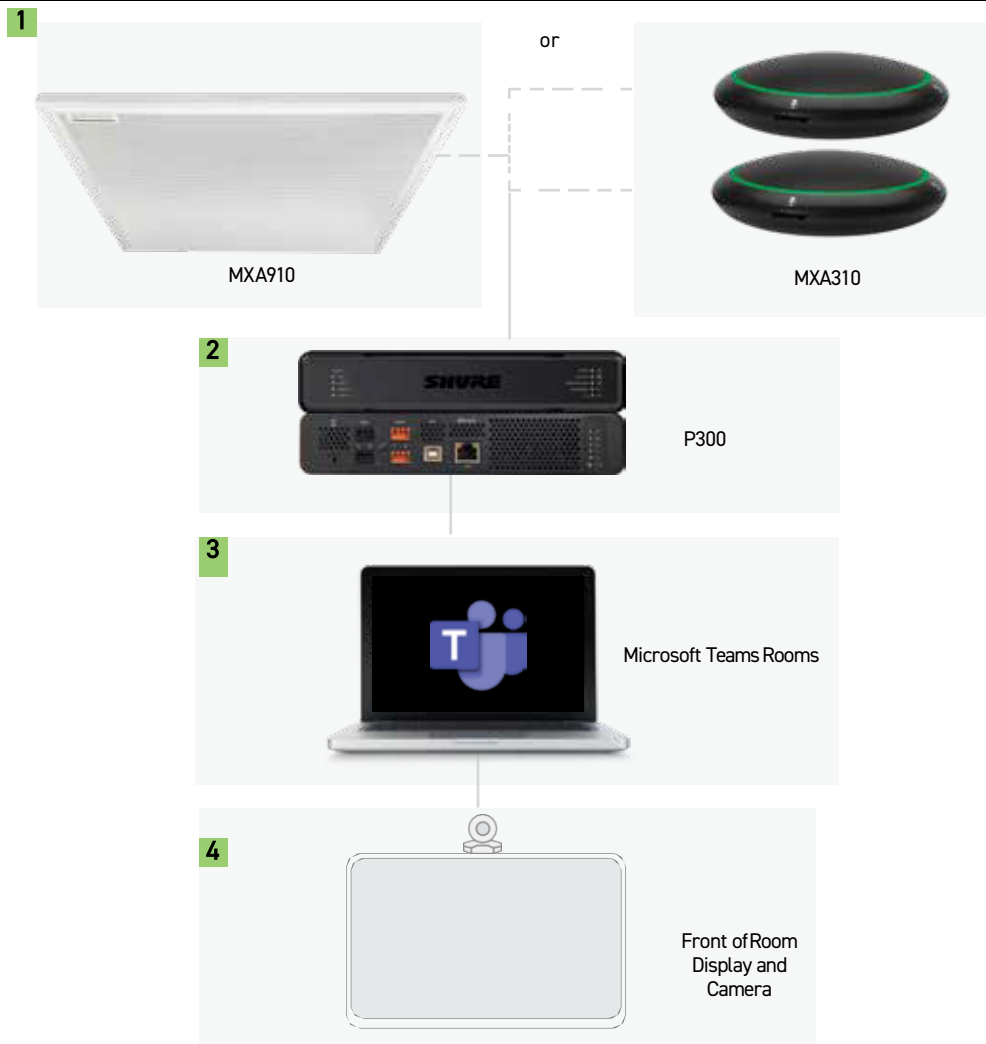 1
or
MXA910
MXA310
2
SHURE
P300
3
T
Microsoft Teams Rooms
4
Front of Room
Display and
Camera